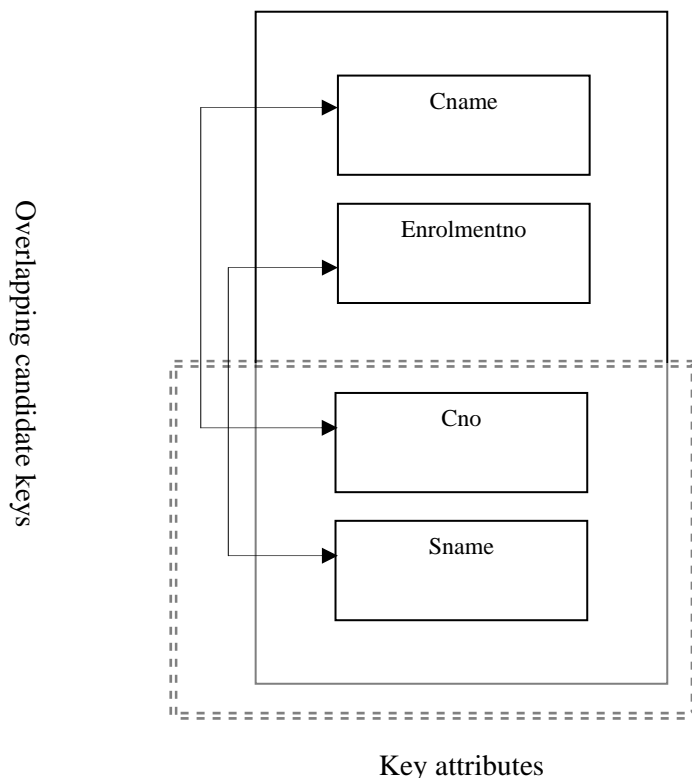 Cname
Enrolmentno
Overlapping candidate keys
Cno
Sname
Key attributes